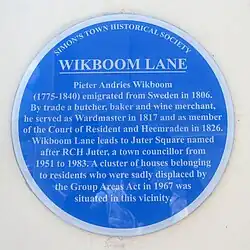 SIMON'S TOWN HISTORICAL SOCIETY
WIKBOOM LANE
Pieter Andries Wikboom
(1775-1840) emigrated from Sweden in 1806.
By trade a butcher, baker and wine merchant,
he served as Wardmaster in 1817 and as member
of the Court of Resident and Heemraden in 1826.
Wikboom Lane leads to Juter Square named
after RCH Juter, a town councillor from
1951 to 1983. A cluster of houses belonging
to residents who were sadly displaced by
the Group Areas Act in 1967 was
situated in this vicinity.